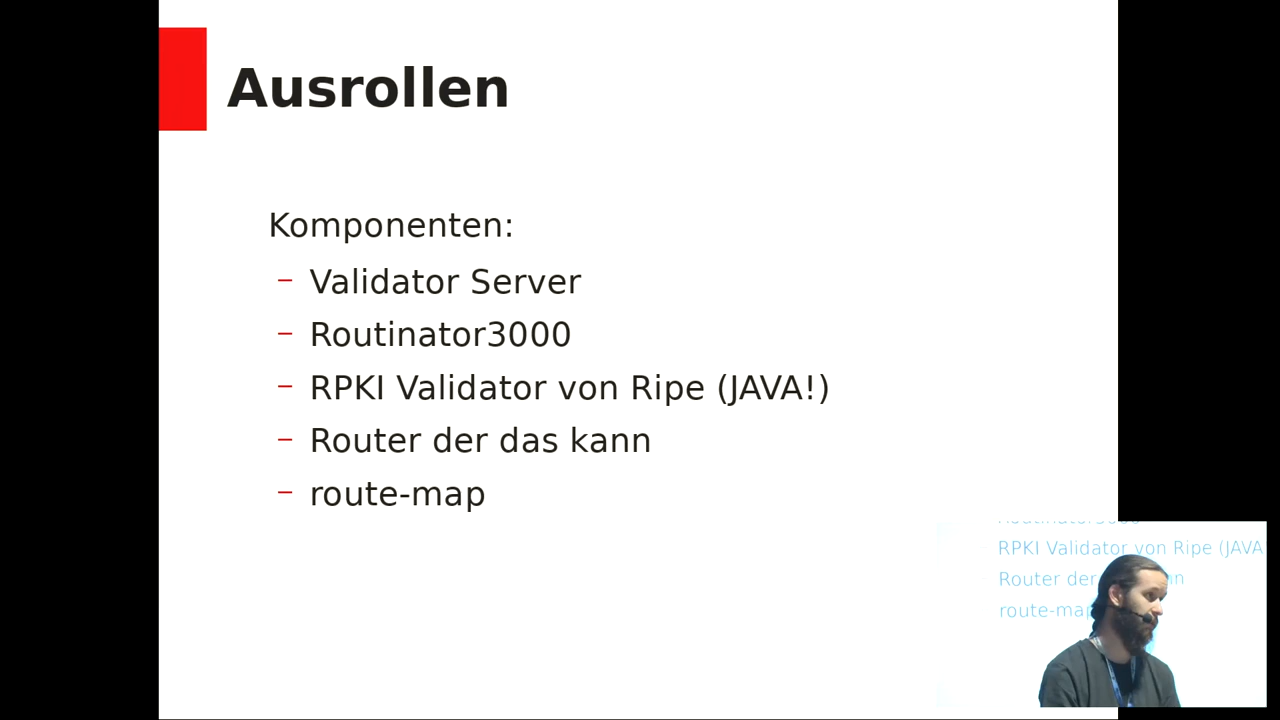 Ausrollen
Komponenten:
– Validator Server
– Routinator3000
– RPKI Validator von Ripe (JAVA!)
– Router der das kann
– route-map
RPKI Validator von Ripe (JAVA
Router der
route-map